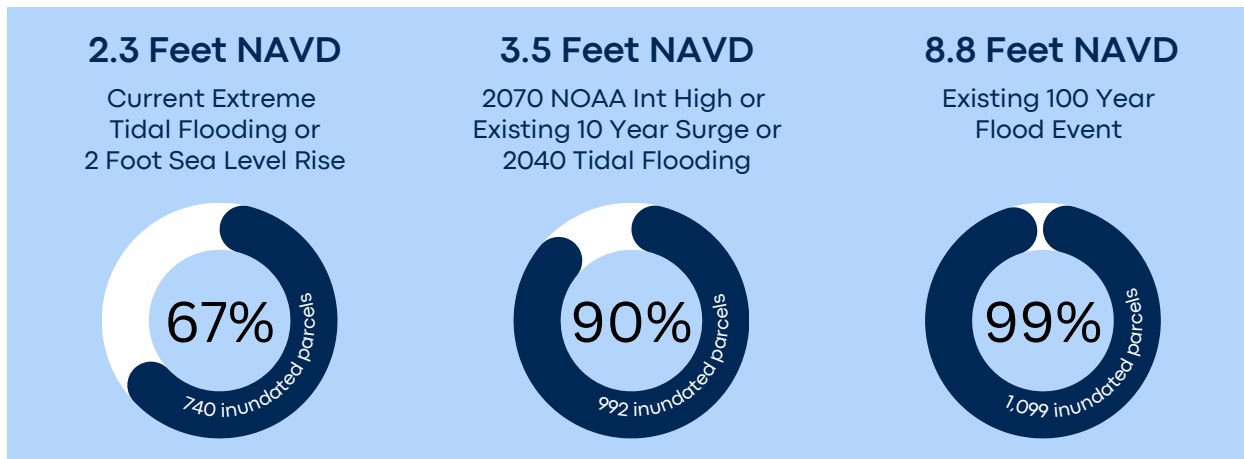 2.3 Feet NAVD
Current Extreme
Tidal Flooding or
2 Foot Sea Level Rise
67%
740 inundated parcels
3.5 Feet NAVD
2070 NOAA Int High or
Existing 10 Year Surge or
2040 Tidal Flooding
90%
992 inundated parcels
8.8 Feet NAVD
Existing 100 Year
Flood Event
99%
1,099 inundated parcels